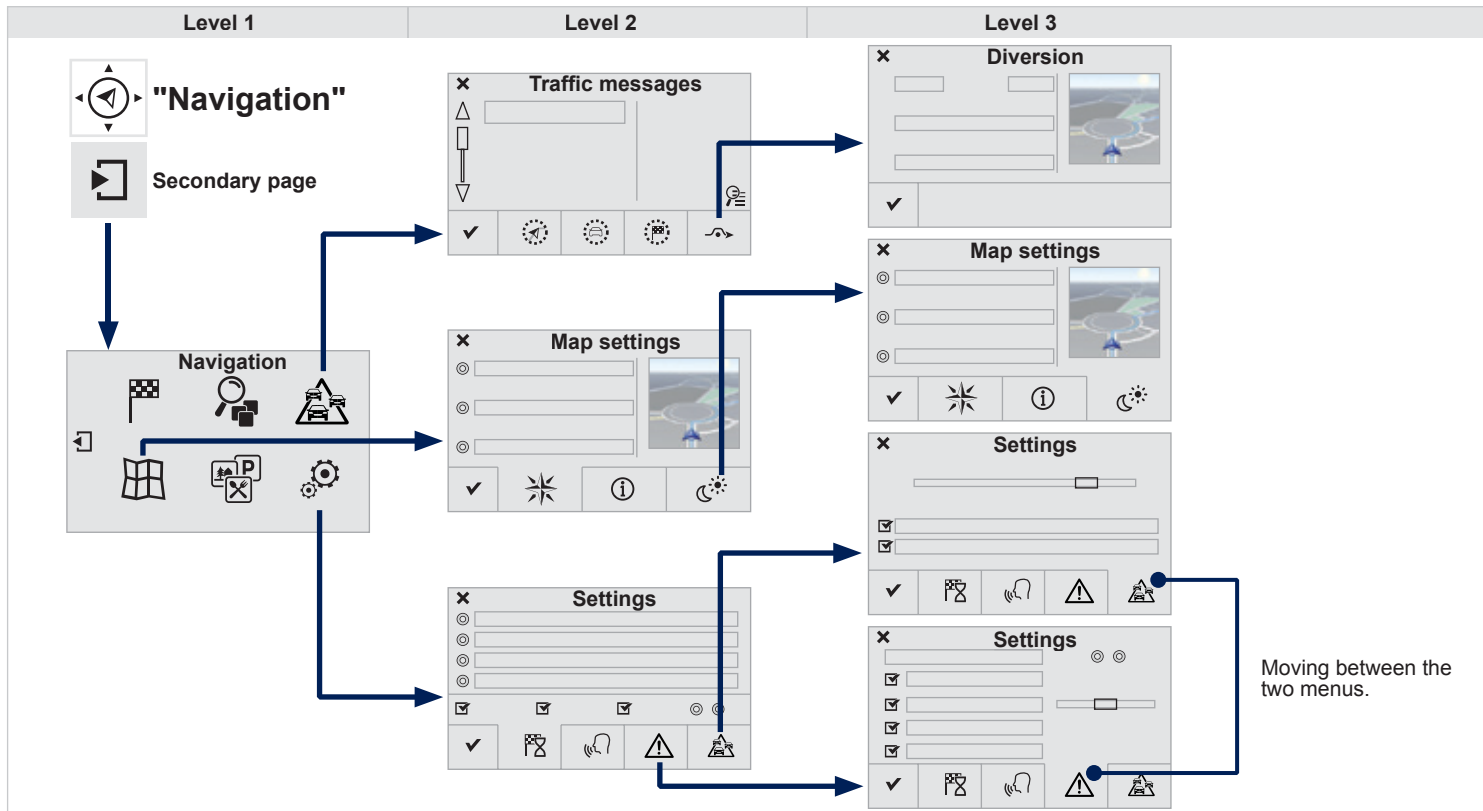 Level 1
Level 2
Level 3
"Navigation"
Secondary page
Navigation
P
Traffic messages
Map settings
Settings
Diversion
Map settings
Settings
Settings
Moving between the
two menus.